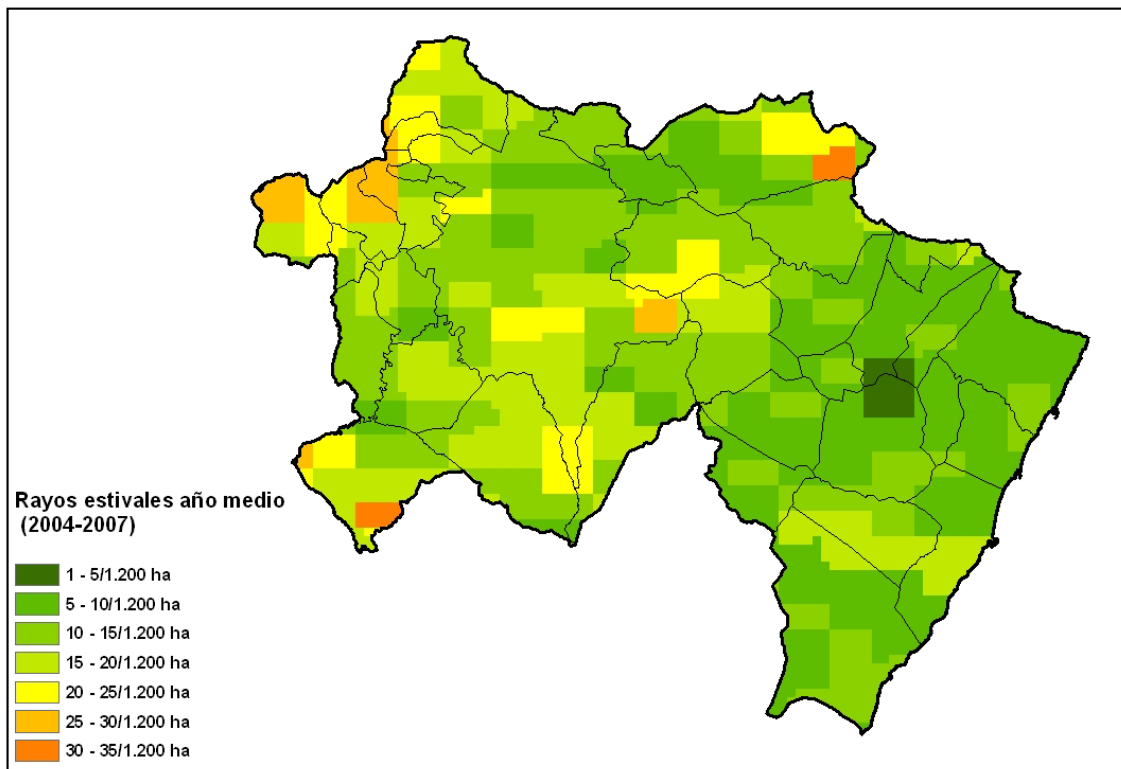 Rayos estivales año medio
(2004-2007)
1 - 5/1.200 ha
5 - 10/1.200 ha
10 - 15/1.200 ha
15 - 20/1.200 ha
20 - 25/1.200 ha
25 - 30/1.200 ha
30 - 35/1.200 ha